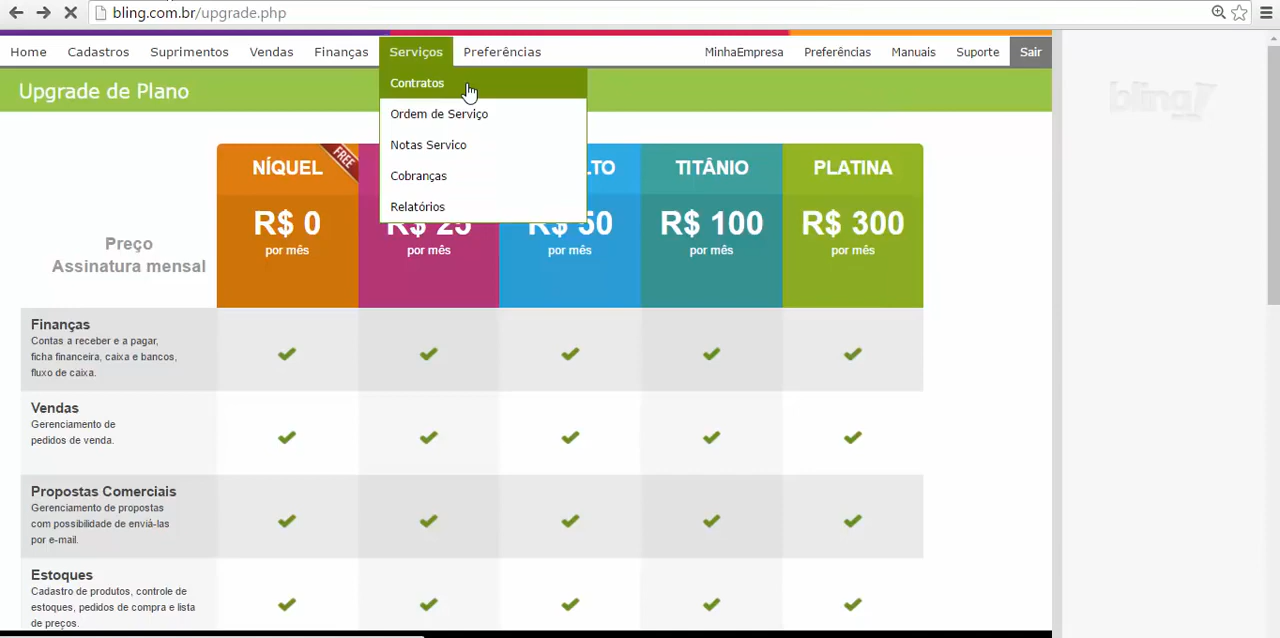 bling.com.br/upgrade.php
Home Cadastros Suprimentos Vendas Finanças Serviços Preferências MinhaEmpresa Preferências Manuais Suporte Sair
Contratos
Ordem de Serviço
Notas Servico
Cobranças
Relatórios
Upgrade de Plano
bling
NÍQUEL FREE LTO TITÂNIO PLATINA
Preço
Assinatura mensal
R$ 0 R$ 25 R$ 50 R$ 100 R$ 300
por mês por mês por mês por mês por mês
Finanças
Contas a receber e a pagar,
ficha financeira, caixa e bancos,
fluxo de caixa.
Vendas
Gerenciamento de
pedidos de venda.
Propostas Comerciais
Gerenciamento de propostas
com possibilidade de enviá-las
por e-mail.
Estoques
Cadastro de produtos, controle de
estoques, pedidos de compra e lista
de preços.